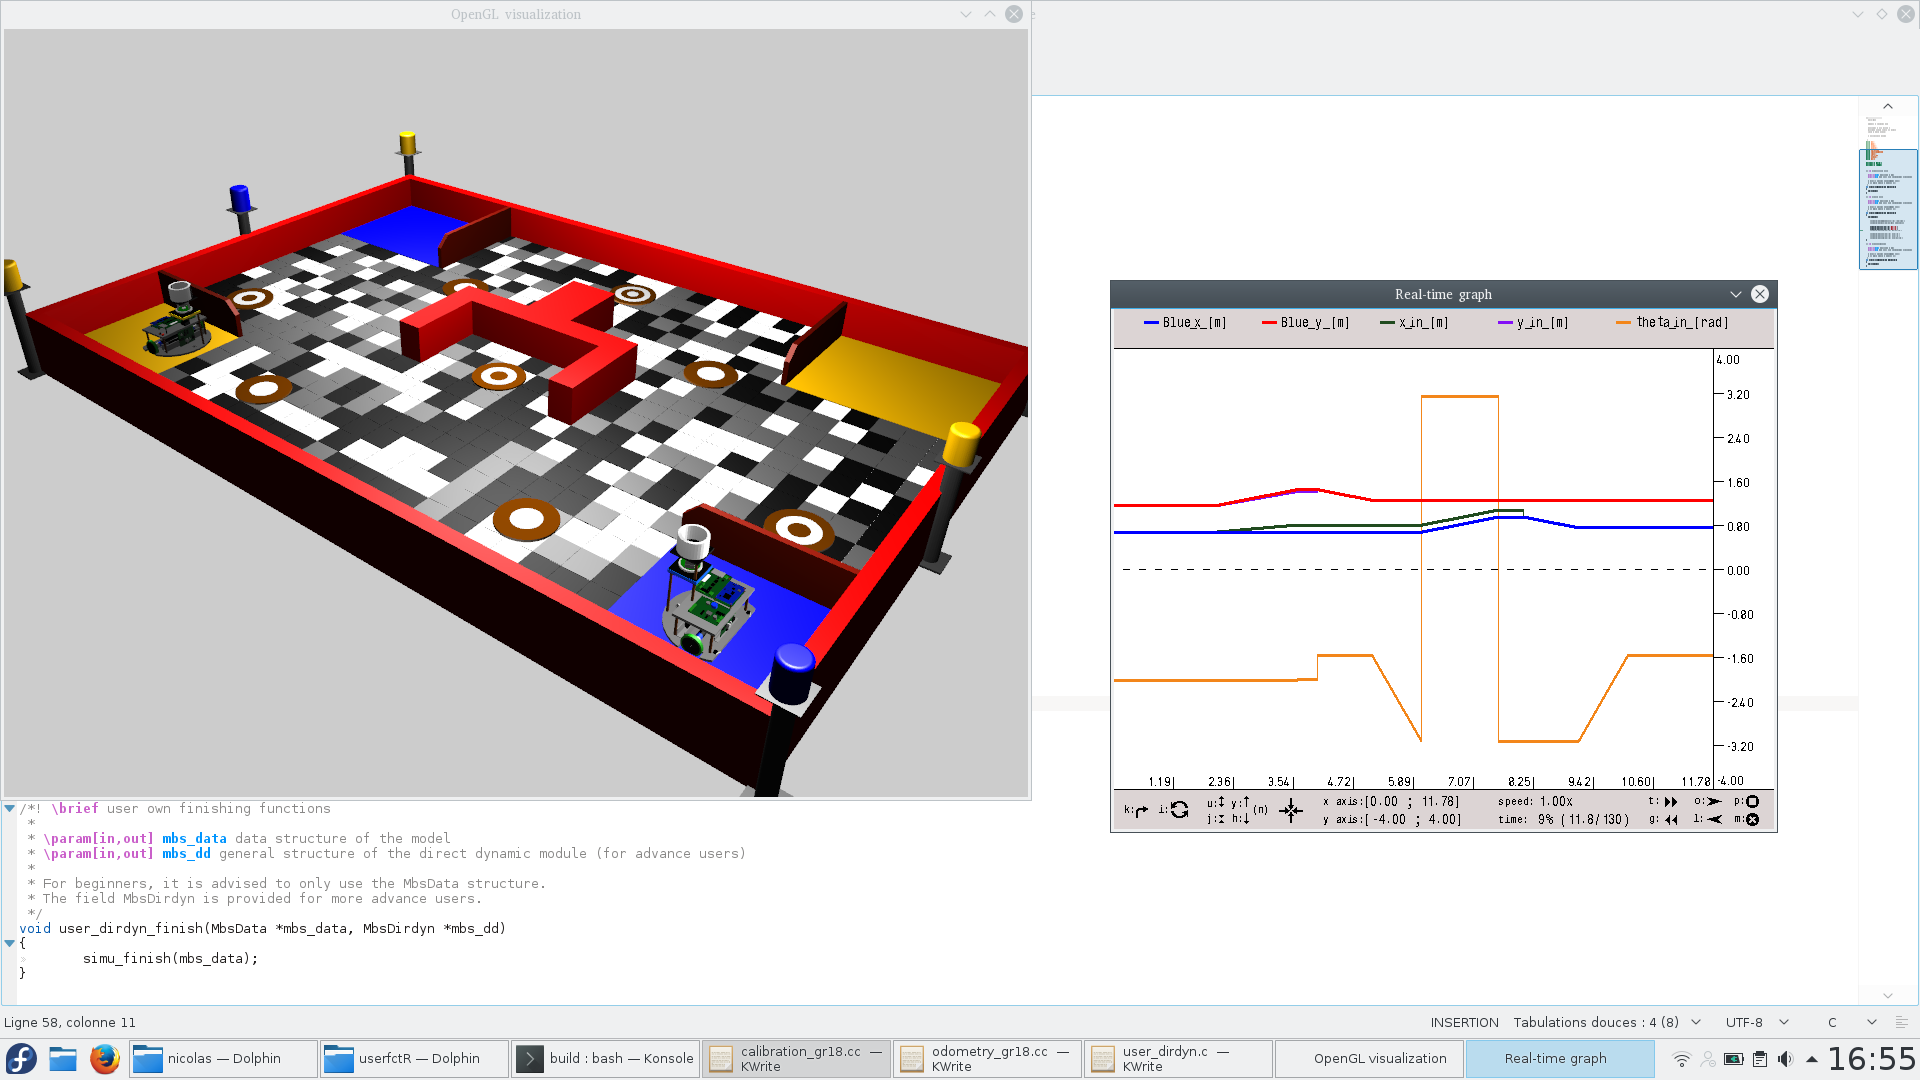 OpenGL visualization
Real-time graph
Blue_x_[m]
Blue_y_[m]
x_in_[m]
y_in_[m]
theta_in_[rad]
4.00
3.20
2.40
1.60
0.80
0.00
-0.80
-1.60
-2.40
-3.20
-4.00
1.19
2.36
3.54
4.72
5.89
7.07
8.25
9.42
10.60
11.78
k:
i:
u:
y:
(n)
j:
h:
x axis:[0.00 ; 11.78]
speed: 1.00x
t:
o:
p:
y axis:[-4.00 ; 4.00]
time: 9% (11.8/130)
g:
l:
m:
/*! \brief user own finishing functions
*
* \param[in,out] mbs_data data structure of the model
* \param[in,out] mbs_dd general structure of the direct dynamic module (for advance users)
*
* For beginners, it is advised to only use the MbsData structure.
* The field MbsDirdyn is provided for more advance users.
*/
void user_dirdyn_finish(MbsData *mbs_data, MbsDirdyn *mbs_dd)
{
simu_finish(mbs_data);
}
Ligne 58, colonne 11
INSERTION
Tabulations douces : 4 (8)
UTF-8
C
nicolas — Dolphin
userfctR — Dolphin
build : bash — Konsole
calibration_gr18.cc — KWrite
odometry_gr18.cc — KWrite
user_dirdyn.c — KWrite
OpenGL visualization
Real-time graph
16:55